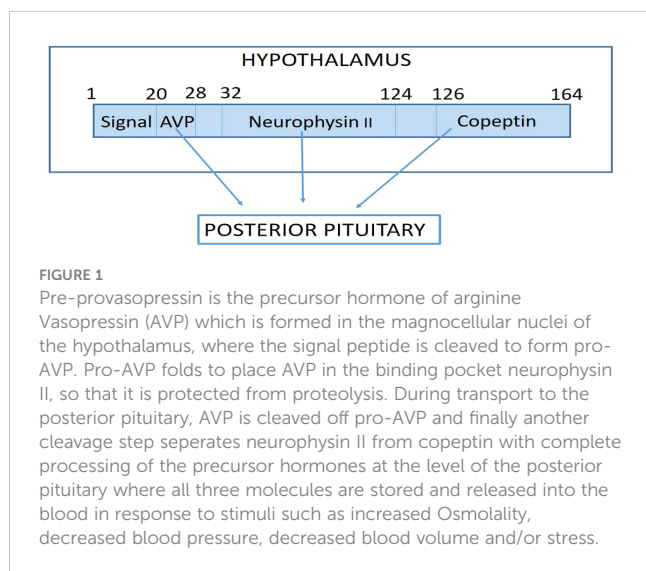 HYPOTHALAMUS
1 20 28 32 124 126 164
Signal AVP Neurophysin II Copeptin
POSTERIOR PITUITARY
FIGURE 1
Pre-provasopressin is the precursor hormone of arginine
Vasopressin (AVP) which is formed in the magnocellular nuclei of
the hypothalamus, where the signal peptide is cleaved to form pro-
AVP. Pro-AVP folds to place AVP in the binding pocket neurophysin
II, so that it is protected from proteolysis. During transport to the
posterior pituitary, AVP is cleaved off pro-AVP and finally another
cleavage step seperates neurophysin II from copeptin with complete
processing of the precursor hormones at the level of the posterior
pituitary where all three molecules are stored and released into the
blood in response to stimuli such as increased Osmolality,
decreased blood pressure, decreased blood volume and/or stress.